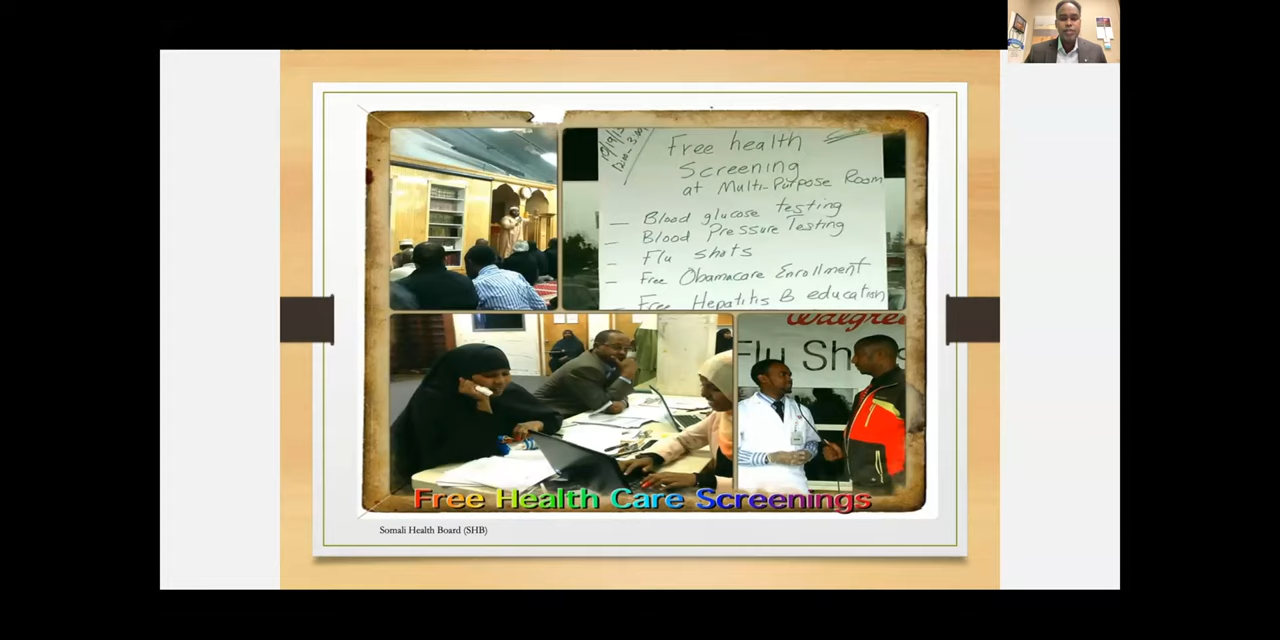 Free health
Screening
at Multi-Purpose Room
— Blood glucose testing
— Blood Pressure Testing
— Flu shots
— Free Obamacare Enrollment
— Free Hepatitis B education
Flu Sh
Free Health Care Screenings
Somali Health Board (SHB)